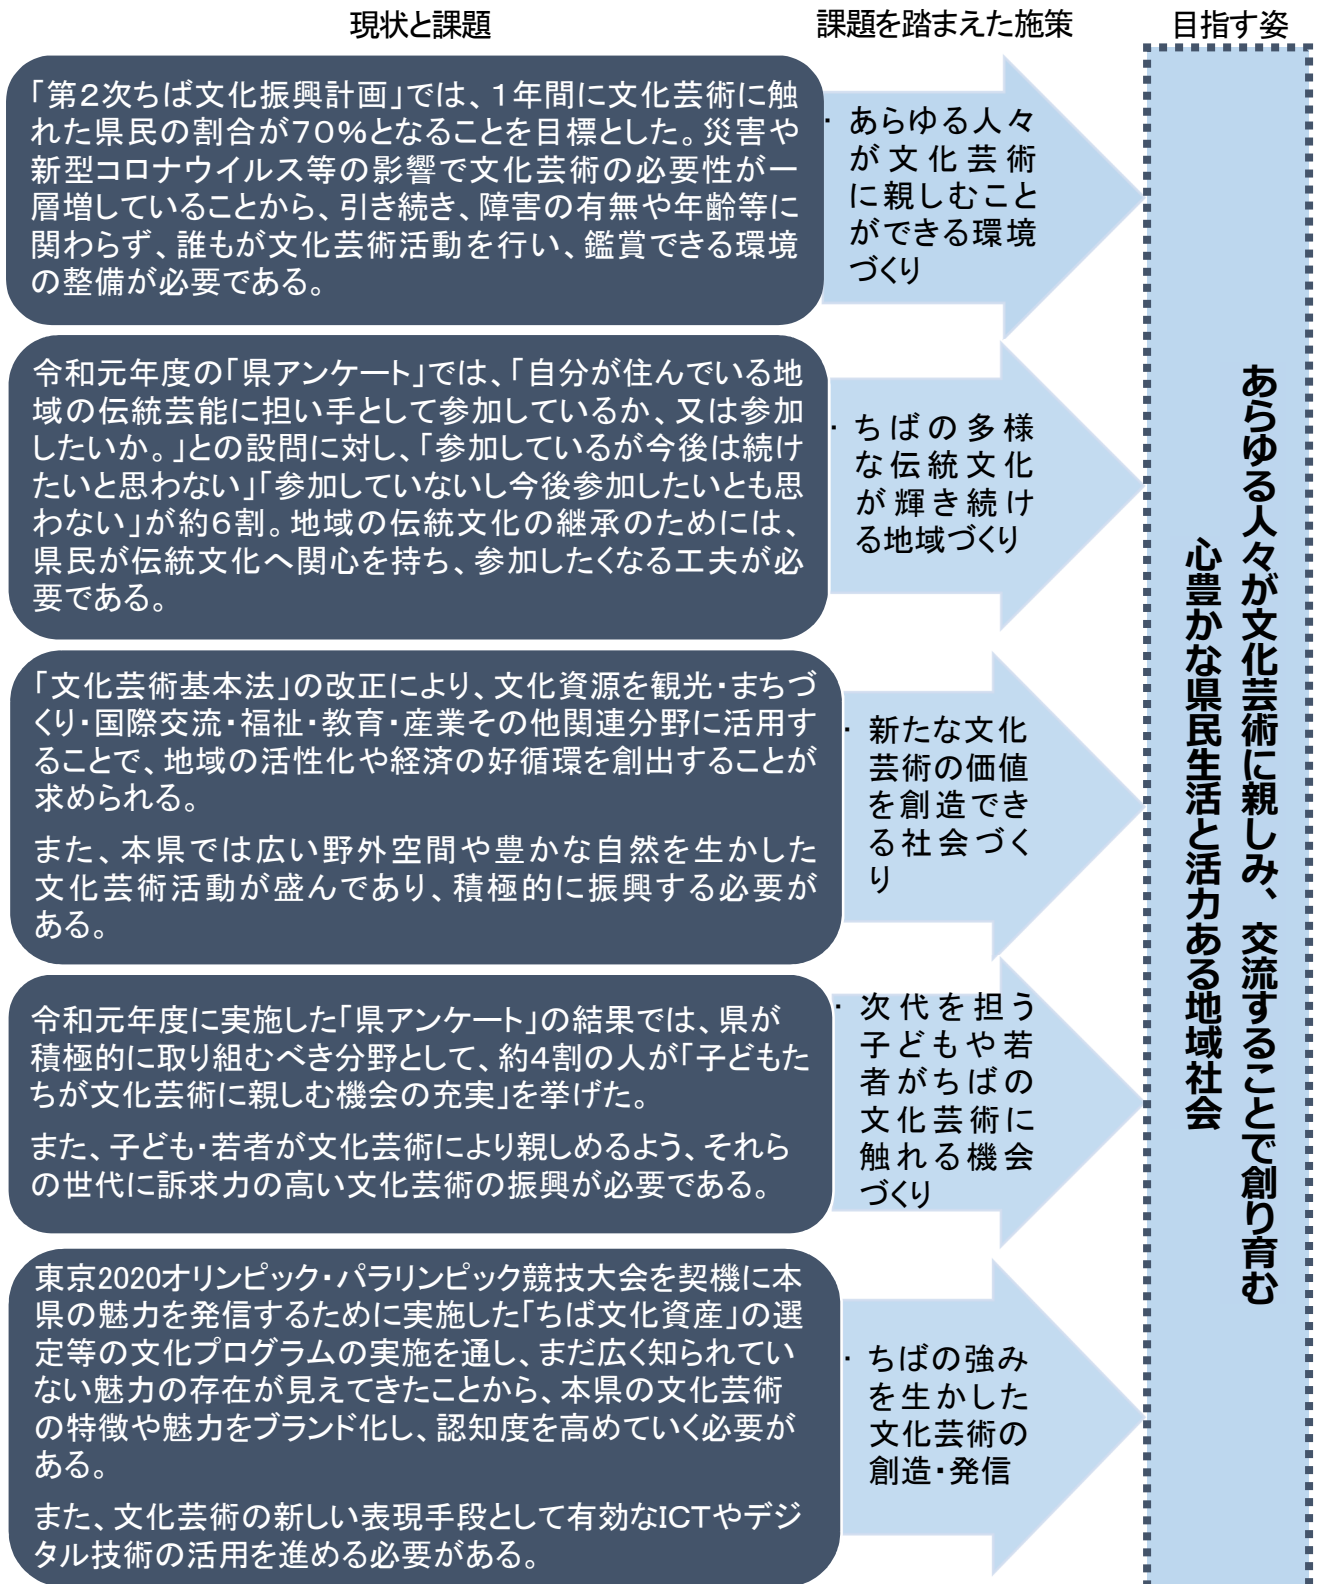 現状と課題
課題を踏まえた施策
目指す姿
「第2次ちば文化振興計画」では、1年間に文化芸術に触
れた県民の割合が70%となることを目標とした。災害や
新型コロナウイルス等の影響で文化芸術の必要性が一
層増していることから、引き続き、障害の有無や年齢等に
関わらず、誰もが文化芸術活動を行い、鑑賞できる環境
の整備が必要である。
・ あらゆる人々
が文化芸術
に親しむこと
ができる環境
づくり
令和元年度の「県アンケート」では、「自分が住んでいる地
域の伝統芸能に担い手として参加しているか、又は参加
したいか。」との設問に対し、「参加しているが今後は続け
たいと思わない」「参加していないし今後参加したいとも思
わない」が約6割。地域の伝統文化の継承のためには、
県民が伝統文化へ関心を持ち、参加したくなる工夫が必
要である。
・ ちばの多様
な伝統文化
が輝き続け
る地域づくり
「文化芸術基本法」の改正により、文化資源を観光・まちづ
くり・国際交流・福祉・教育・産業その他関連分野に活用す
ることで、地域の活性化や経済の好循環を創出することが
求められる。
また、本県では広い野外空間や豊かな自然を生かした
文化芸術活動が盛んであり、積極的に振興する必要が
ある。
・ 新たな文化
芸術の価値
を創造でき
る社会づく
り
令和元年度に実施した「県アンケート」の結果では、県が
積極的に取り組むべき分野として、約4割の人が「子どもた
ちが文化芸術に親しむ機会の充実」を挙げた。
また、子ども・若者が文化芸術により親しめるよう、それら
の世代に訴求力の高い文化芸術の振興が必要である。
・ 次代を担う
子どもや若
者がちばの
文化芸術に
触れる機会
づくり
東京2020オリンピック・パラリンピック競技大会を契機に本
県の魅力を発信するために実施した「ちば文化資産」の選
定等の文化プログラムの実施を通し、まだ広く知られてい
ない魅力の存在が見えてきたことから、本県の文化芸術
の特徴や魅力をブランド化し、認知度を高めていく必要が
ある。
また、文化芸術の新しい表現手段として有効なICTやデジ
タル技術の活用を進める必要がある。
・ ちばの強み
を生かした
文化芸術の
創造・発信
あらゆる人々が文化芸術に親しみ、交流することで創り育む
心豊かな県民生活と活力ある地域社会